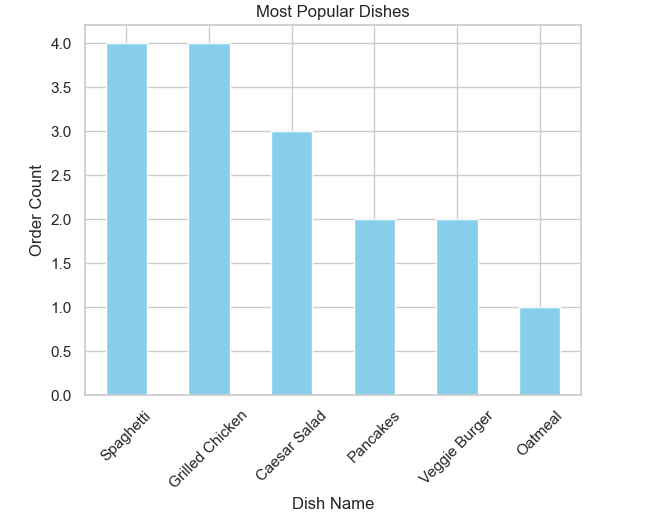 Most Popular Dishes
4.0
3.5
3.0
2.5
2.0
1.5
1.0
0.5
0.0
Order Count
Spaghetti
Grilled Chicken
Caesar Salad
Pancakes
Veggie Burger
Oatmeal
Dish Name